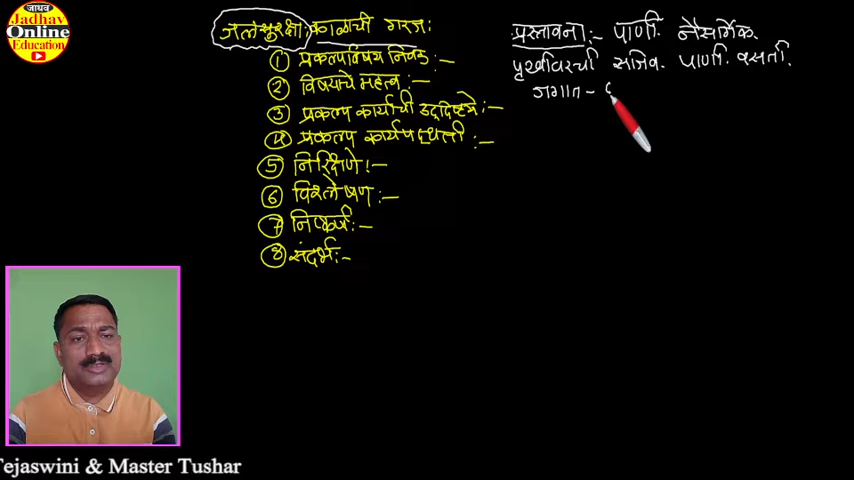 जाधव
Jadhav
Online
Education
जलसुरक्षा: काळाची गरज:
① प्रकल्पविषय निवड :-
② विषयाचे महत्व :-
③ प्रकल्प कार्याची उद्दिष्टे :-
④ प्रकल्प कार्यपद्धती :-
⑤ निरिक्षणे :-
⑥ विश्लेषण :-
⑦ निष्कर्ष :-
⑧ संदर्भ :-
प्रस्तावना :- पाणी. नैसर्गिक.
पृथ्वीवरची सजिव. पाणी. वसती.
जगात -
Tejaswini & Master Tushar